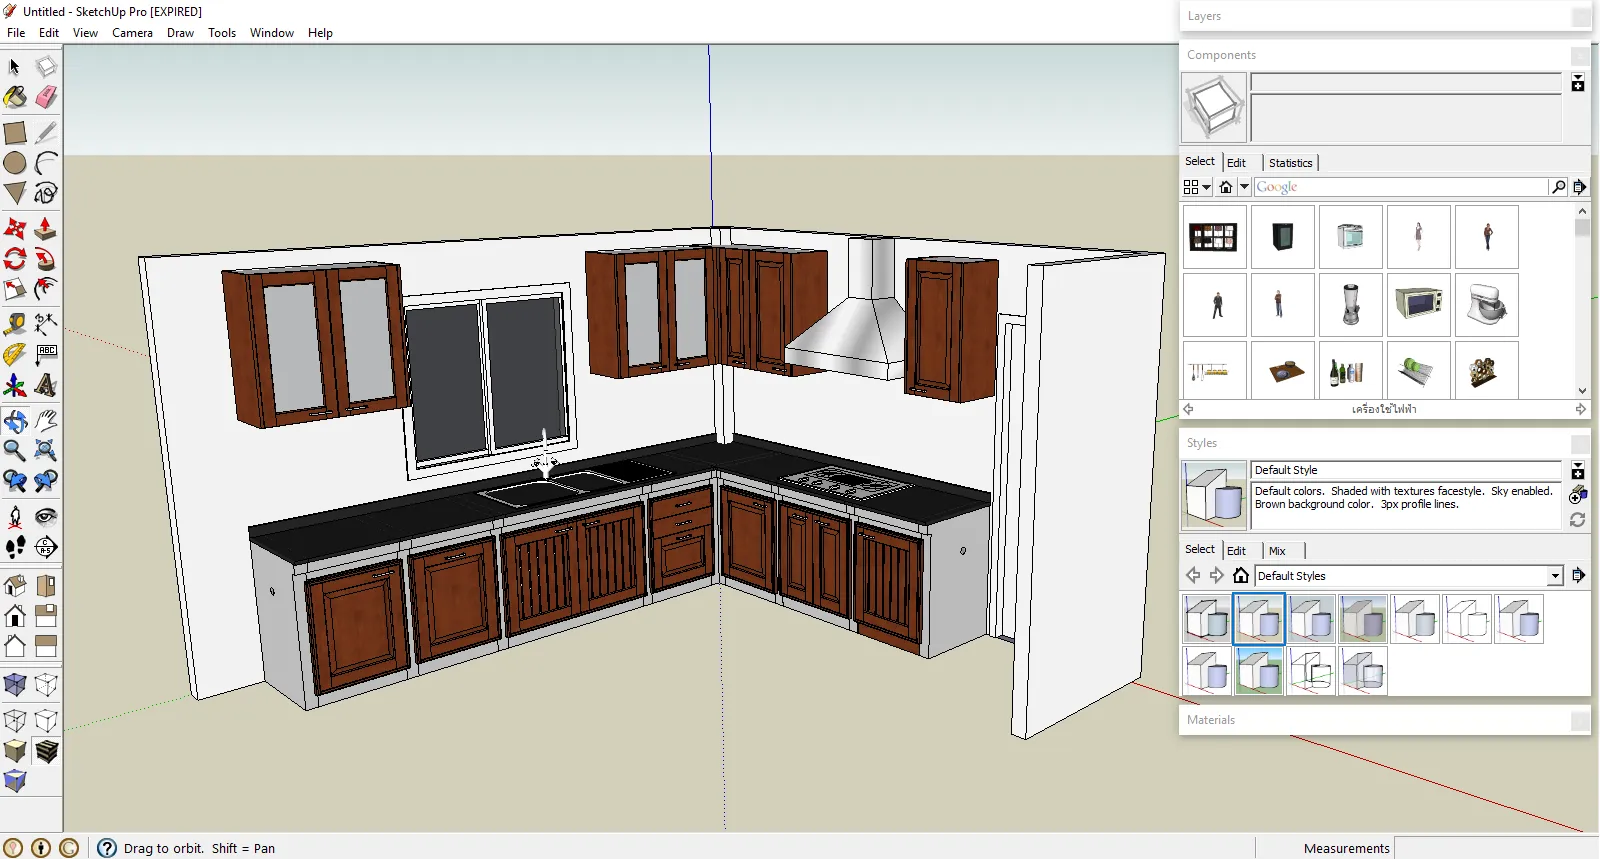 Untitled - SketchUp Pro [EXPIRED]
File Edit View Camera Draw Tools Window Help
Layers
Components
Select Edit Statistics
Google
เครื่องใช้ไฟฟ้า
Styles
Default Style
Default colors. Shaded with textures facestyle. Sky enabled.
Brown background color. 3px profile lines.
Select Edit Mix
Default Styles
Materials
ABC
Drag to orbit. Shift = Pan
Measurements